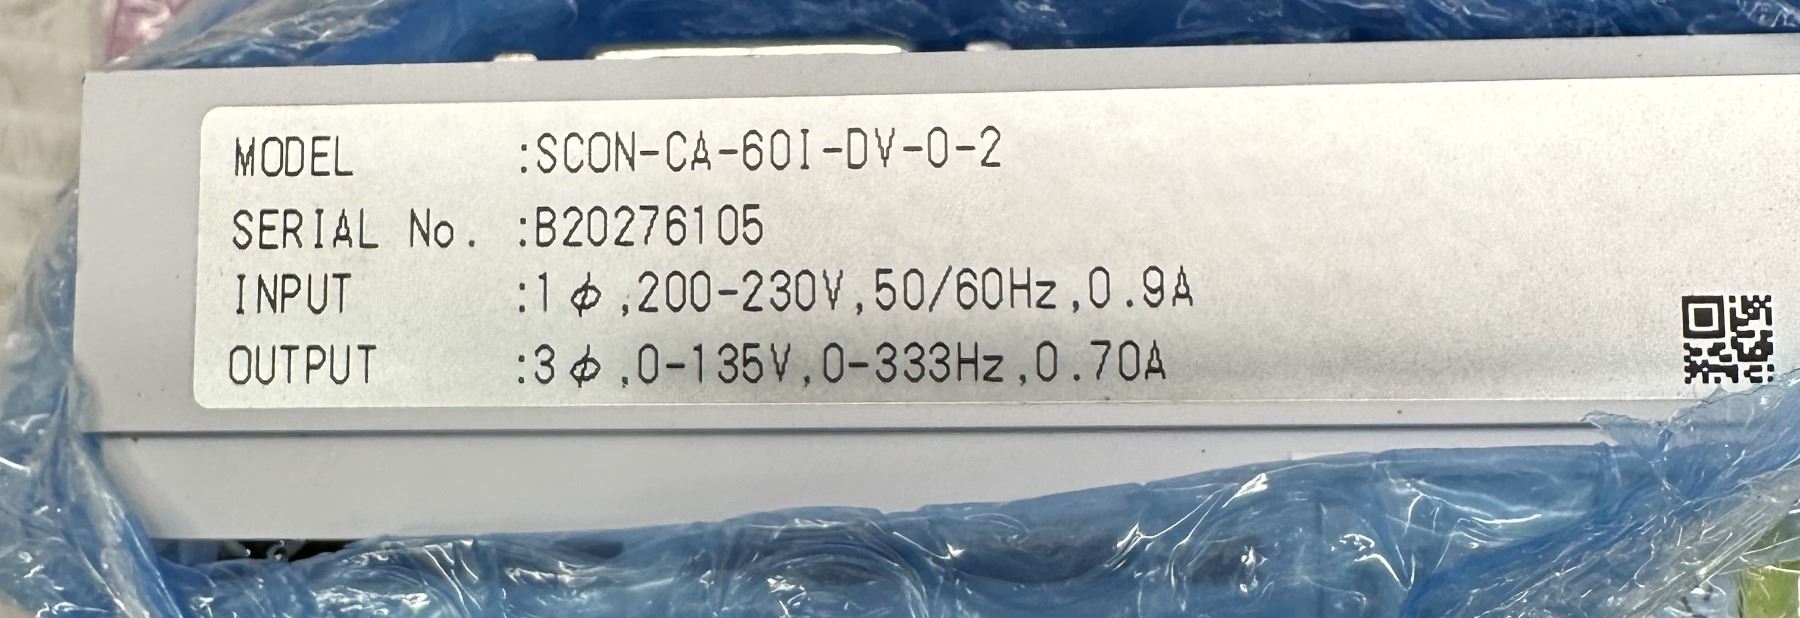 MODEL :SCON-CA-60I-DV-0-2
SERIAL No. :B20276105
INPUT :1ϕ,200-230V,50/60Hz,0.9A
OUTPUT :3ϕ,0-135V,0-333Hz,0.70A